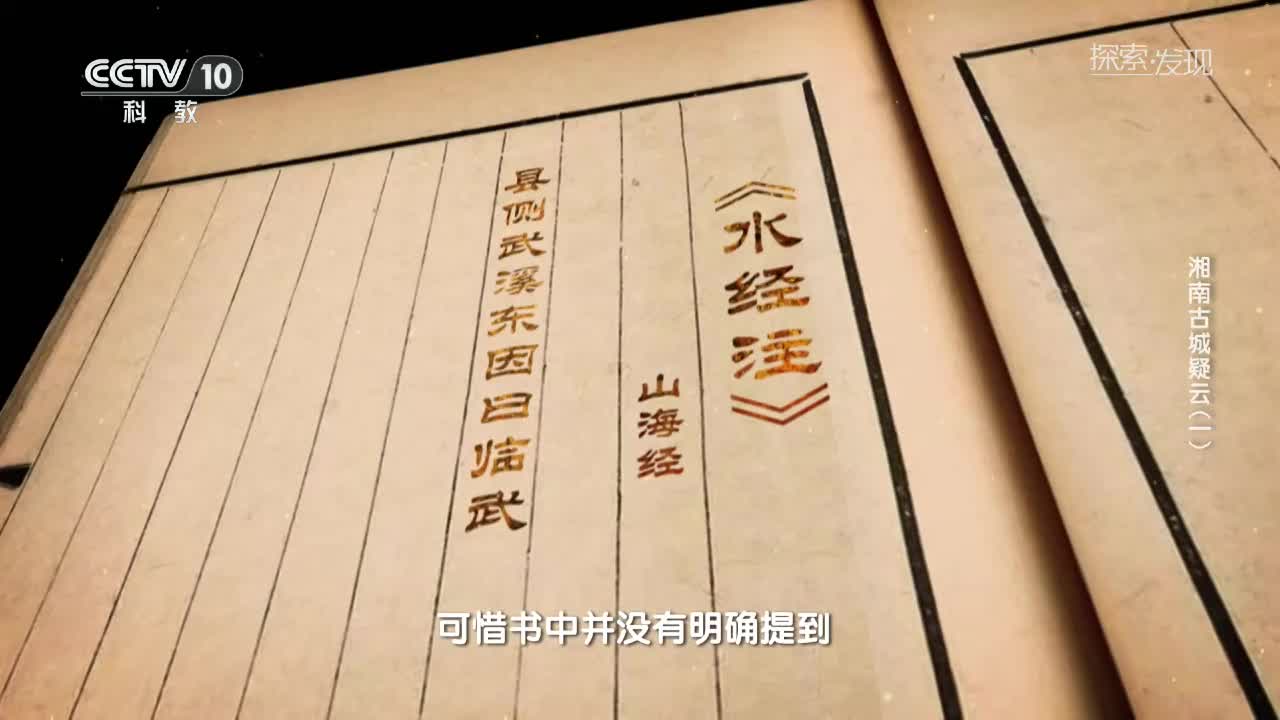 CCTV 10
科教
探索·发现
《水经注》
山海经
县侧武溪东因曰临武
湘南古城疑云（一）
可惜书中并没有明确提到